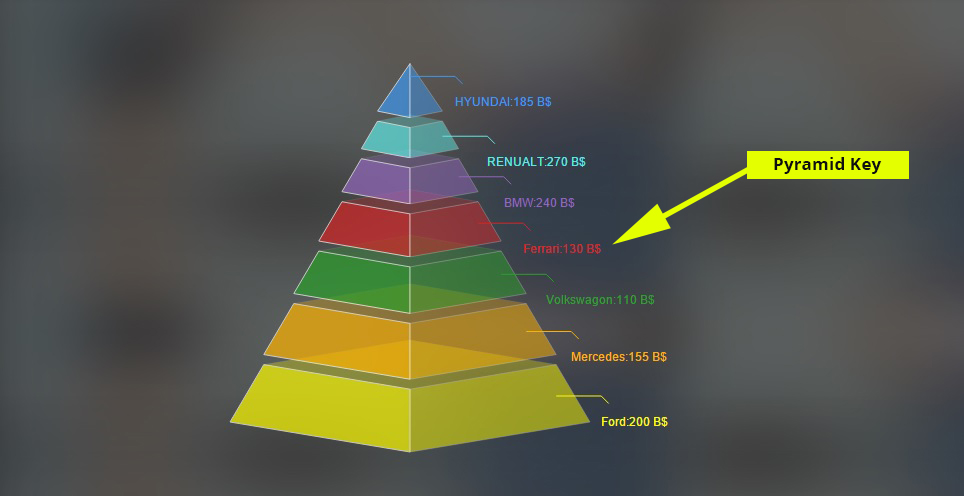 HYUNDAI:185 B$
RENUALT:270 B$
Pyramid Key
BMW:240 B$
Ferrari:130 B$
Volkswagon:110 B$
Mercedes:155 B$
Ford:200 B$